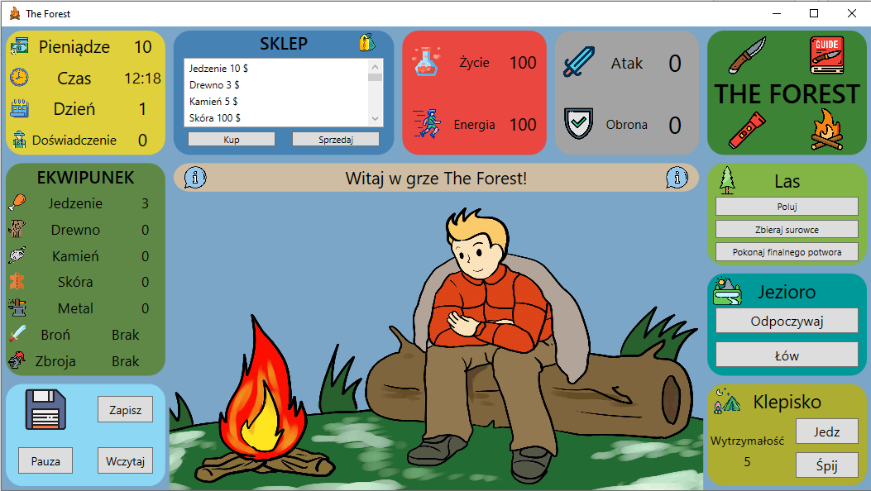 The Forest
Pieniądze 10
Czas 12:18
Dzień 1
Doświadczenie 0
SKLEP
Jedzenie 10 $
Drewno 3 $
Kamień 5 $
Skóra 100 $
Kup Sprzedaj
Życie 100
Energia 100
Atak 0
Obrona 0
GUIDE
THE FOREST
EKWIPUNEK
Jedzenie 3
Drewno 0
Kamień 0
Skóra 0
Metal 0
Broń Brak
Zbroja Brak
Witaj w grze The Forest!
Las
Poluj
Zbieraj surowce
Pokonaj finalnego potwora
Jezioro
Odpoczywaj
Łów
Zapisz
Pauza Wczytaj
Klepisko
Wytrzymałość
5
Jedz
Śpij